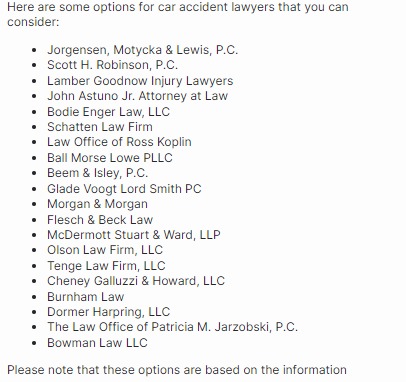 Here are some options for car accident lawyers that you can
consider:
• Jorgensen, Motycka & Lewis, P.C.
• Scott H. Robinson, P.C.
• Lamber Goodnow Injury Lawyers
• John Astuno Jr. Attorney at Law
• Bodie Enger Law, LLC
• Schatten Law Firm
• Law Office of Ross Koplin
• Ball Morse Lowe PLLC
• Beem & Isley, P.C.
• Glade Voogt Lord Smith PC
• Morgan & Morgan
• Flesch & Beck Law
• McDermott Stuart & Ward, LLP
• Olson Law Firm, LLC
• Tenge Law Firm, LLC
• Cheney Galluzzi & Howard, LLC
• Burnham Law
• Dormer Harpring, LLC
• The Law Office of Patricia M. Jarzobski, P.C.
• Bowman Law LLC
Please note that these options are based on the information